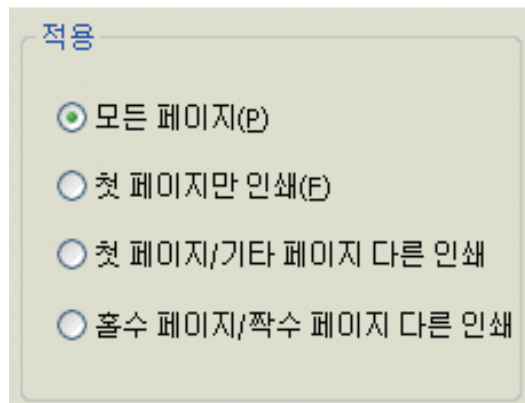 적용
모든 페이지(P)
첫 페이지만 인쇄(F)
첫 페이지/기타 페이지 다른 인쇄
홀수 페이지/짝수 페이지 다른 인쇄